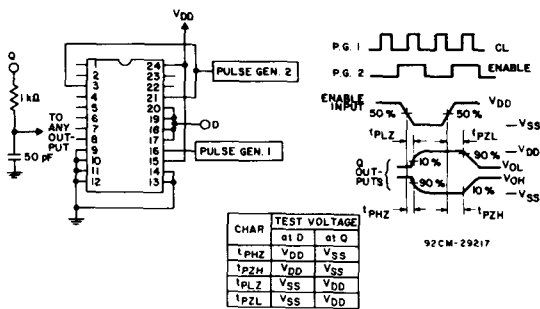 Q
1 kΩ
TO
ANY
OUT-
PUT
50 pF
VDD
1
2
3
4
5
6
7
8
9
10
11
12
24
23
22
21
20
19
18
17
16
15
14
13
PULSE GEN. 2
D
PULSE GEN. 1
P.G. 1
CL
P.G. 2
ENABLE
ENABLE
INPUT
50 %
50 %
VDD
VSS
tPLZ
tPZL
VDD
10 %
90 %
VOL
Q
OUT-
PUTS
VOH
90 %
10 %
VSS
tPHZ
tPZH
92CM-29217
CHAR TEST VOLTAGE
at D at Q
tPHZ VDD VSS
tPZH VDD VSS
tPLZ VSS VDD
tPZL VSS VDD